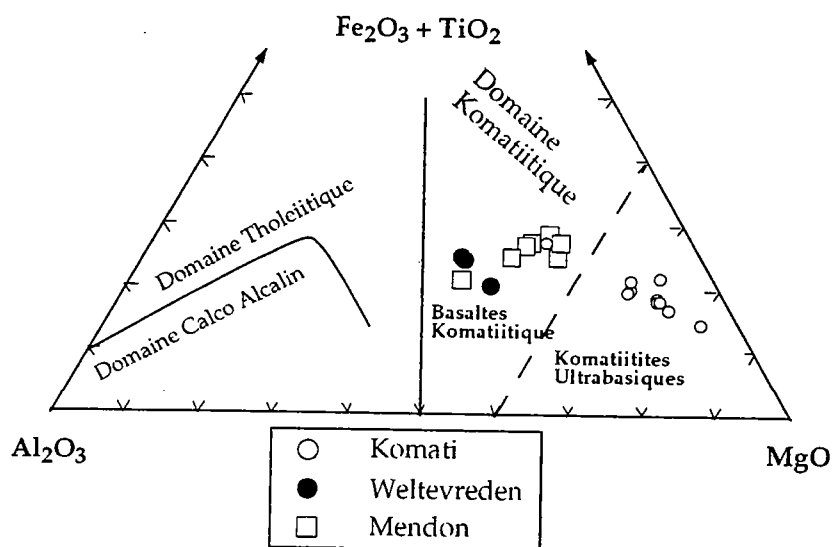 Fe₂O₃ + TiO₂
Domaine
Komatiitique
Domaine Tholeiitique
Domaine Calco Alcalin
Basaltes
Komatiitique
Komatiitites
Ultrabasiques
Al₂O₃
MgO
Komati
Weltevreden
Mendon